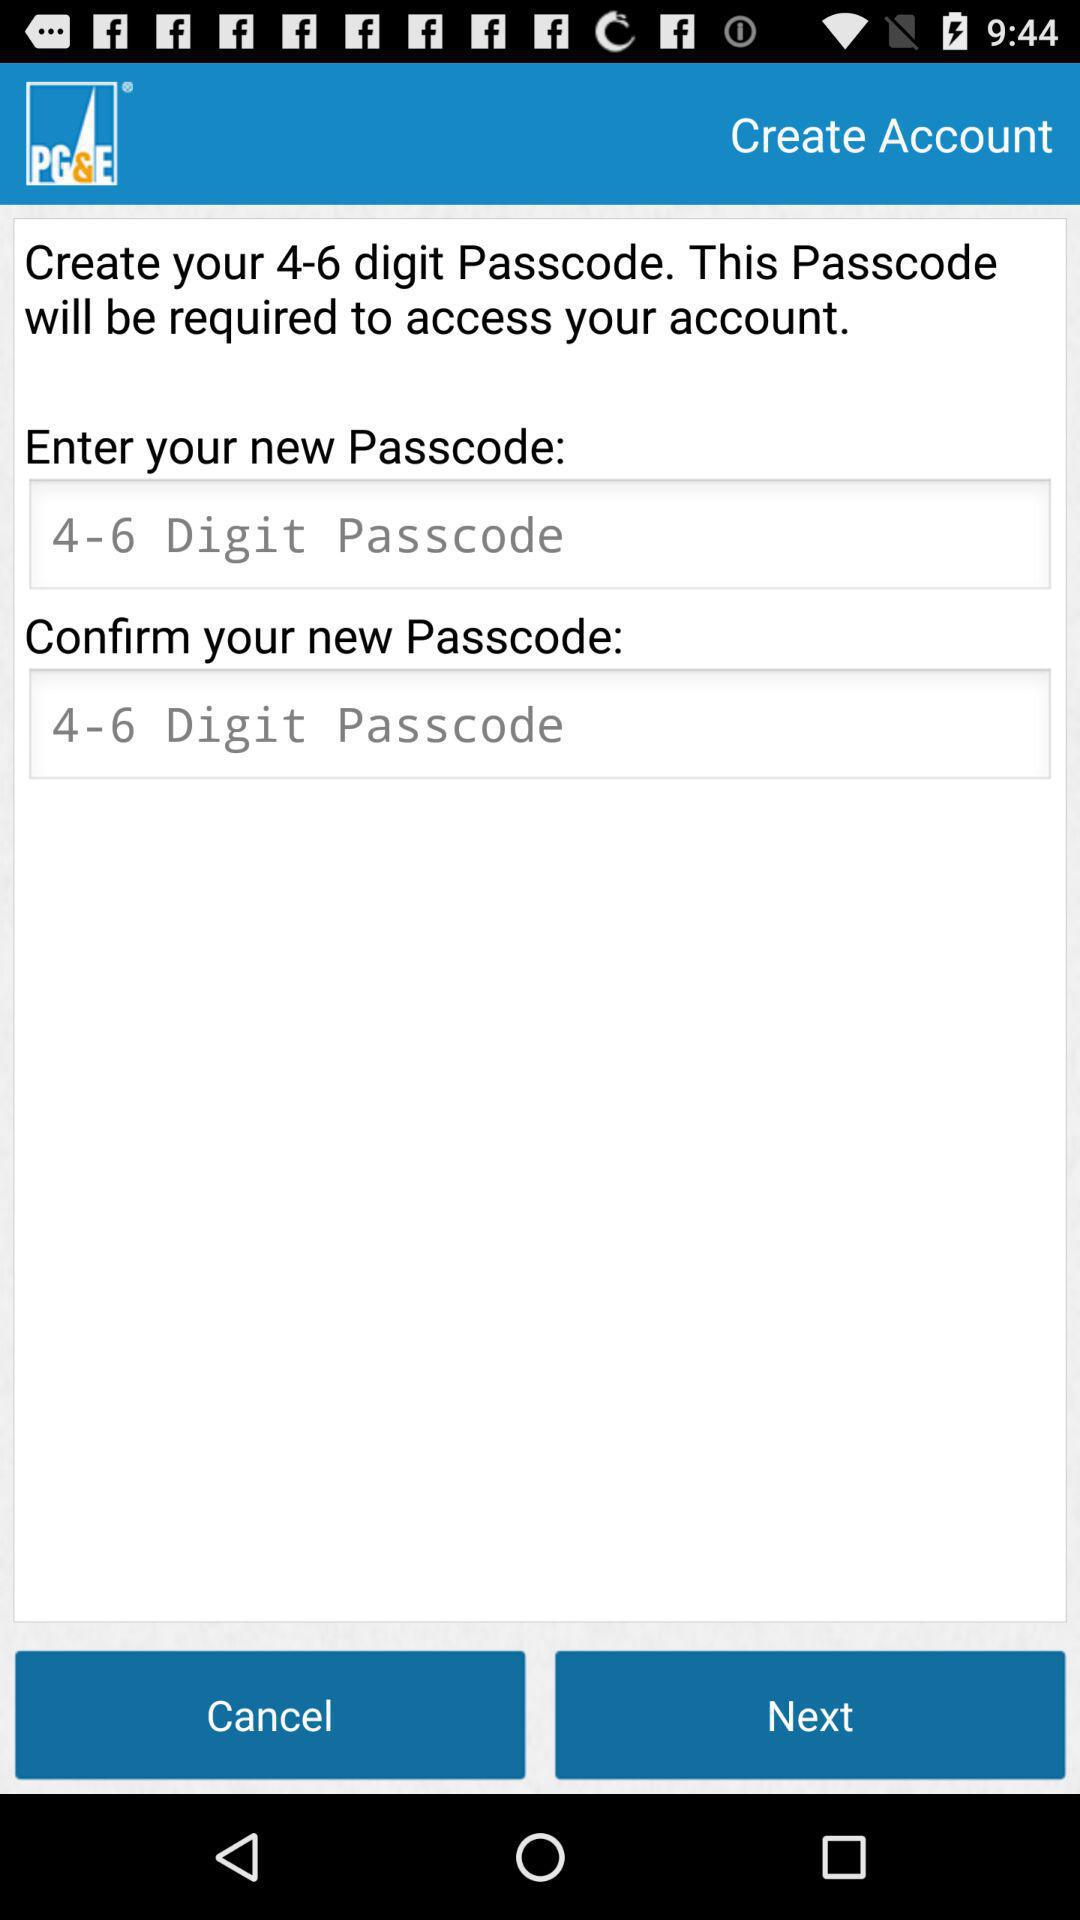 9:44
PG&E®
Create Account
Create your 4-6 digit Passcode. This Passcode
will be required to access your account.
Enter your new Passcode:
4-6 Digit Passcode
Confirm your new Passcode:
4-6 Digit Passcode
Cancel
Next